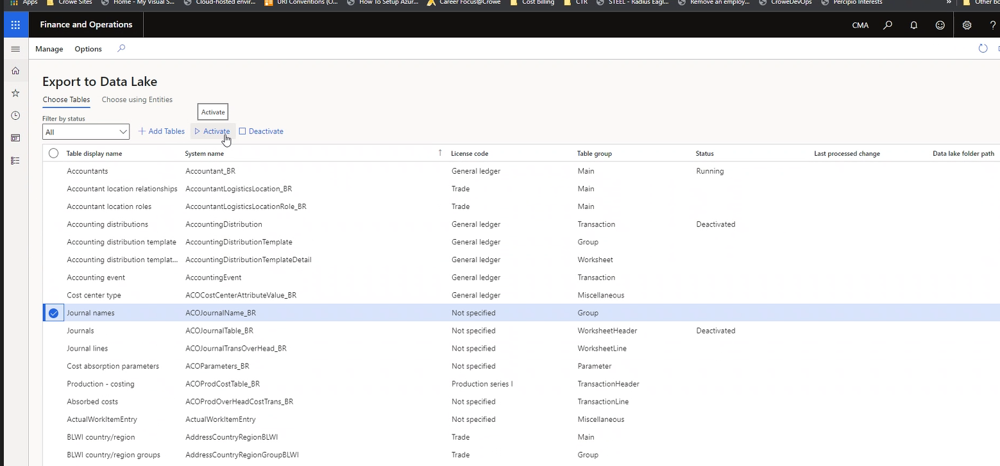 Apps Crowe Sites Home - My Visual S... Cloud-hosted envir... URI Conventions (O... How To Setup Azur... Career Focus@Crowe Cost billing CTR STEEL - Radius Eagl... Remove an employ... CroweDevOps Percipio Interests » Other bo
Finance and Operations CMA ?
Manage Options
Export to Data Lake
Choose Tables Choose using Entities
Activate
Filter by status
All + Add Tables Activate Deactivate
Table display name System name ↑ License code Table group Status Last processed change Data lake folder path
Accountants Accountant_BR General ledger Main Running
Accountant location relationships AccountantLogisticsLocation_BR Trade Main
Accountant location roles AccountantLogisticsLocationRole_BR Trade Main
Accounting distributions AccountingDistribution General ledger Transaction Deactivated
Accounting distribution template AccountingDistributionTemplate General ledger Group
Accounting distribution templat... AccountingDistributionTemplateDetail General ledger Worksheet
Accounting event AccountingEvent General ledger Transaction
Cost center type ACOCostCenterAttributeValue_BR General ledger Miscellaneous
Journal names ACOJournalName_BR Not specified Group
Journals ACOJournalTable_BR Not specified WorksheetHeader Deactivated
Journal lines ACOJournalTransOverHead_BR Not specified WorksheetLine
Cost absorption parameters ACOParameters_BR Not specified Parameter
Production - costing ACOProdCostTable_BR Production series I TransactionHeader
Absorbed costs ACOProdOverHeadCostTrans_BR Not specified TransactionLine
ActualWorkItemEntry ActualWorkItemEntry Not specified Miscellaneous
BLWI country/region AddressCountryRegionBLWI Trade Main
BLWI country/region groups AddressCountryRegionGroupBLWI Trade Group